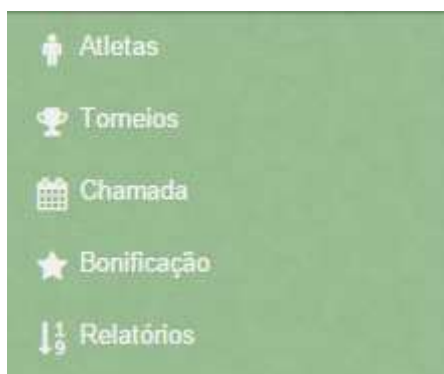 Atletas
Torneios
Chamada
Bonificação
Relatórios